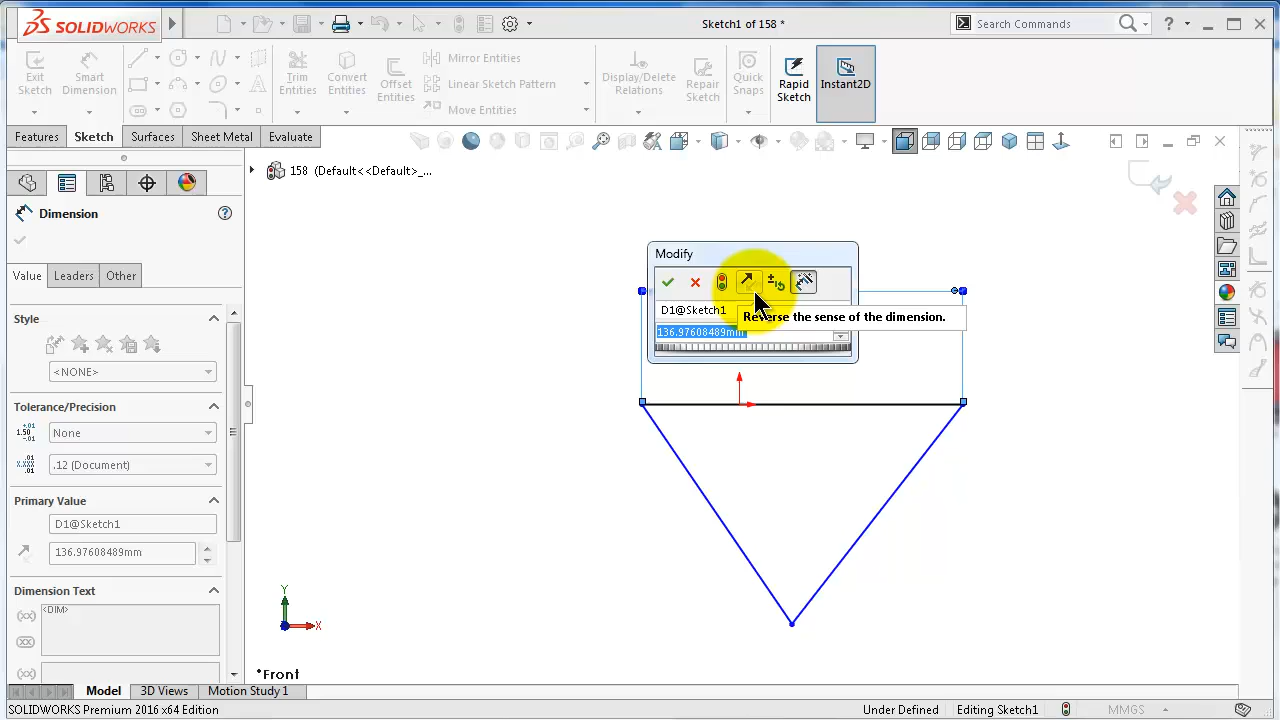 SOLIDWORKS
Sketch1 of 158 *
Search Commands
?
Exit
Sketch
Smart
Dimension
Trim
Entities
Convert
Entities
Offset
Entities
Mirror Entities
Linear Sketch Pattern
Move Entities
Display/Delete
Relations
Repair
Sketch
Quick
Snaps
Rapid
Sketch
Instant2D
Features
Sketch
Surfaces
Sheet Metal
Evaluate
158 (Default<<Default>_...
Dimension
?
Value
Leaders
Other
Style
<NONE>
Tolerance/Precision
None
.12 (Document)
Primary Value
D1@Sketch1
136.97608489mm
Dimension Text
<DIM>
Modify
D1@Sketch1
136.97608489mm
Reverse the sense of the dimension.
Y
X
*Front
Model
3D Views
Motion Study 1
SOLIDWORKS Premium 2016 x64 Edition
Under Defined
Editing Sketch1
MMGS